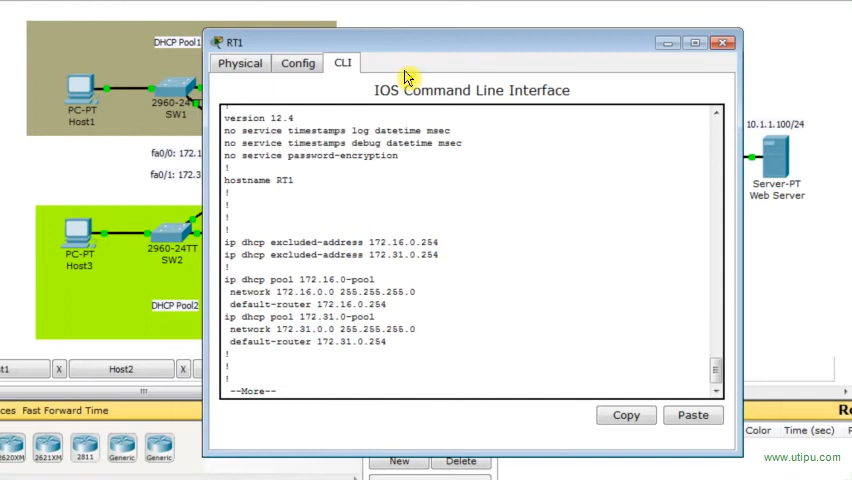 DHCP Pool1
PC-PT
Host1
2960-24TT
SW1
fa0/0: 172.1
fa0/1: 172.3
PC-PT
Host3
2960-24TT
SW2
DHCP Pool2
RT1
Physical
Config
CLI
IOS Command Line Interface
!
version 12.4
no service timestamps log datetime msec
no service timestamps debug datetime msec
no service password-encryption
!
hostname RT1
!
!
!
!
ip dhcp excluded-address 172.16.0.254
ip dhcp excluded-address 172.31.0.254
!
ip dhcp pool 172.16.0-pool
network 172.16.0.0 255.255.255.0
default-router 172.16.0.254
ip dhcp pool 172.31.0-pool
network 172.31.0.0 255.255.255.0
default-router 172.31.0.254
!
!
!
--More--
Copy
Paste
10.1.1.100/24
Server-PT
Web Server
st1
X
Host2
X
ces Fast Forward Time
2620XM
2621XM
2811
Generic
Generic
New
Delete
Re
Color
Time (sec)
P
www.utipu.com